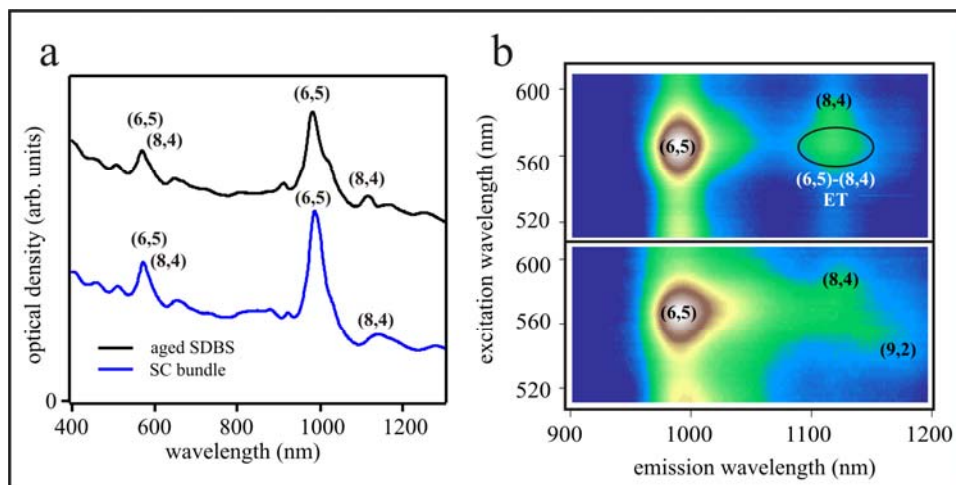 a
optical density (arb. units)
0
(6,5)
(8,4)
(6,5)
(8,4)
(6,5)
(8,4)
(6,5)
(8,4)
aged SDBS
SC bundle
400 600 800 1000 1200
wavelength (nm)
b
excitation wavelength (nm)
600
560
520
(6,5)
(8,4)
(6,5)-(8,4)
ET
600
560
520
(6,5)
(8,4)
(9,2)
900 1000 1100 1200
emission wavelength (nm)